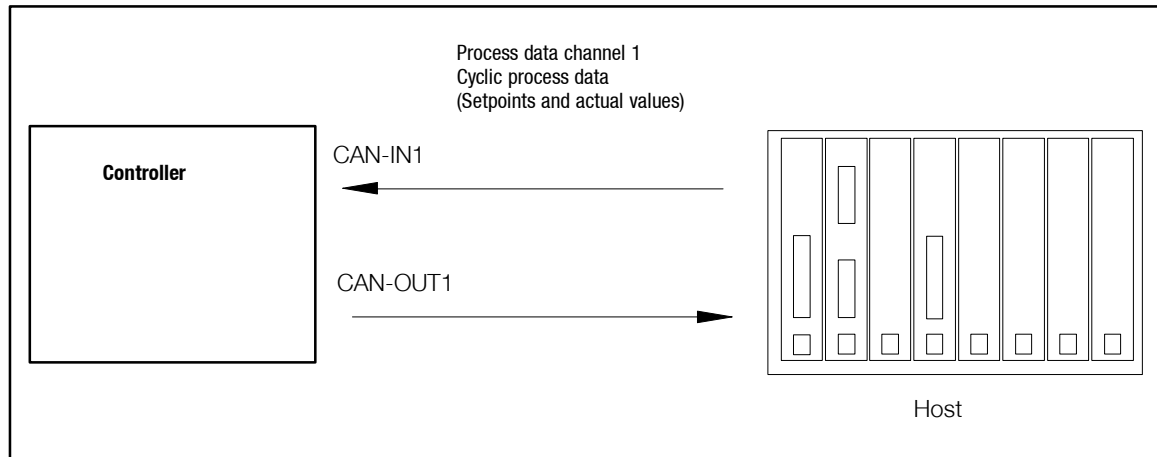 Process data channel 1
Cyclic process data
(Setpoints and actual values)
Controller
CAN-IN1
CAN-OUT1
Host